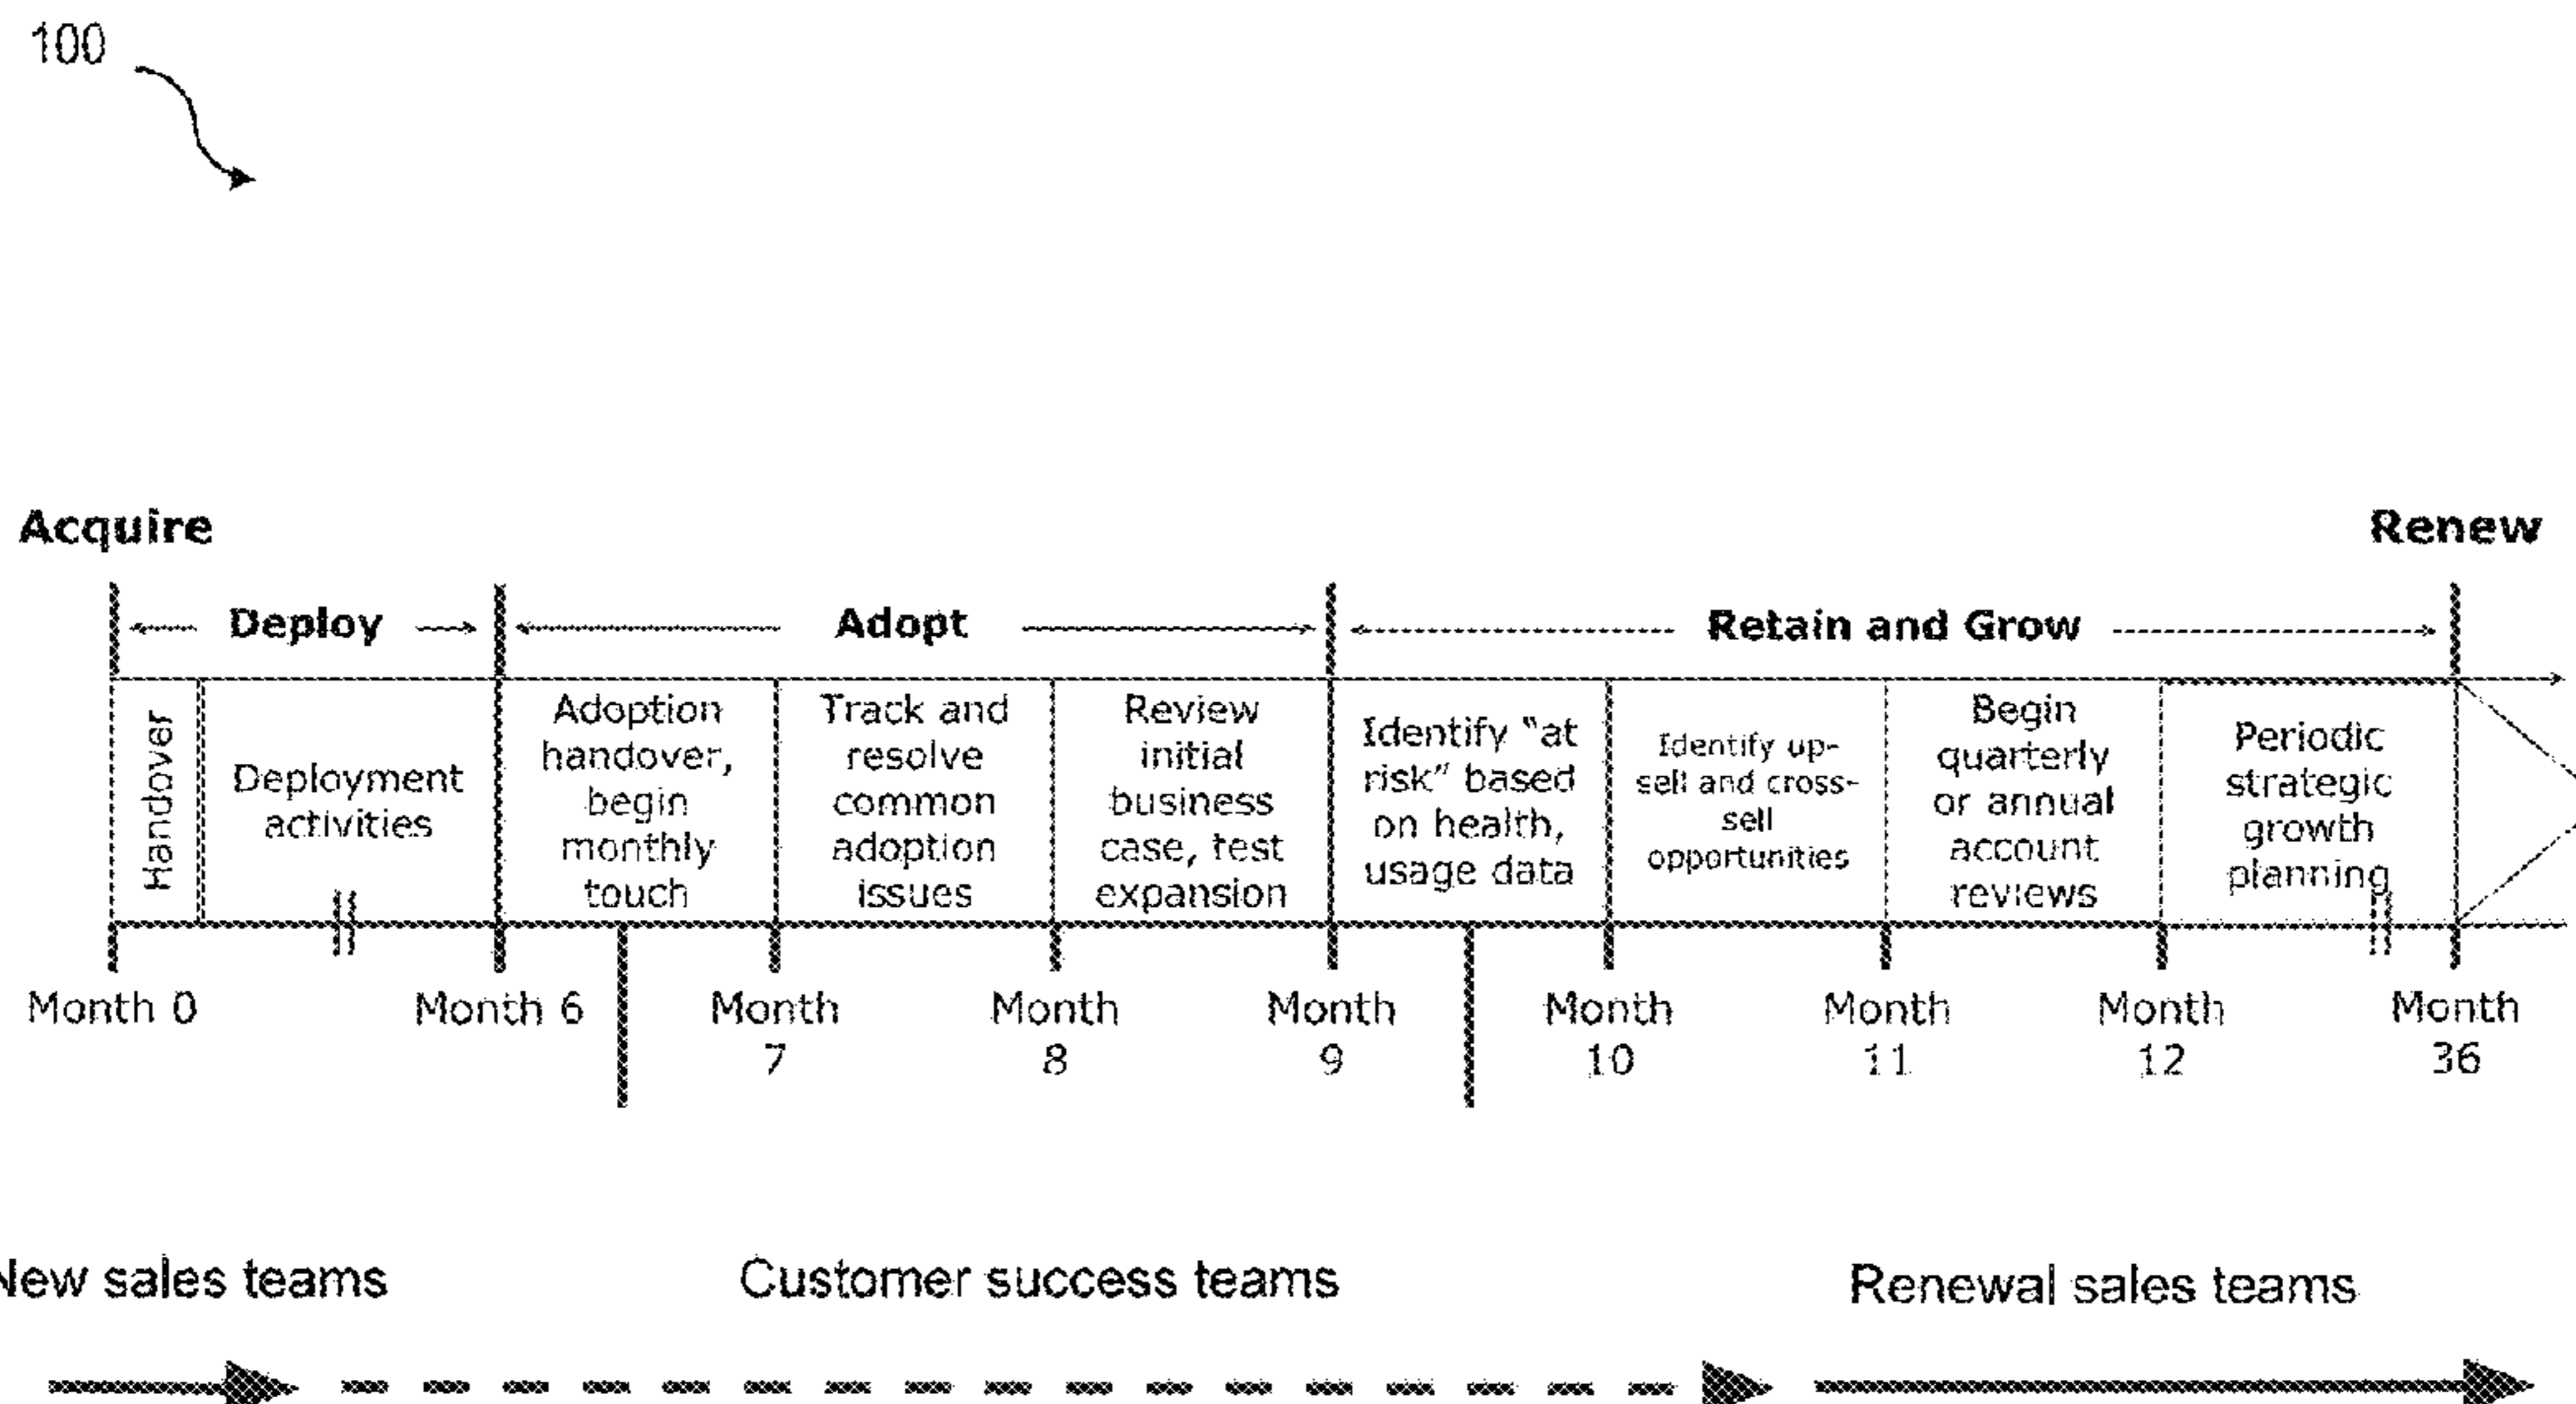 100
Acquire
Renew
Deploy
Adopt
Retain and Grow
Handover
Deployment
activities
Adoption
handover,
begin
monthly
touch
Track and
resolve
common
adoption
issues
Review
initial
business
case, test
expansion
Identify "at
risk" based
on health,
usage data
Identify up-
sell and cross-
sell
opportunities
Begin
quarterly
or annual
account
reviews
Periodic
strategic
growth
planning
Month 0
Month 6
Month
7
Month
8
Month
9
Month
10
Month
11
Month
12
Month
36
New sales teams
Customer success teams
Renewal sales teams